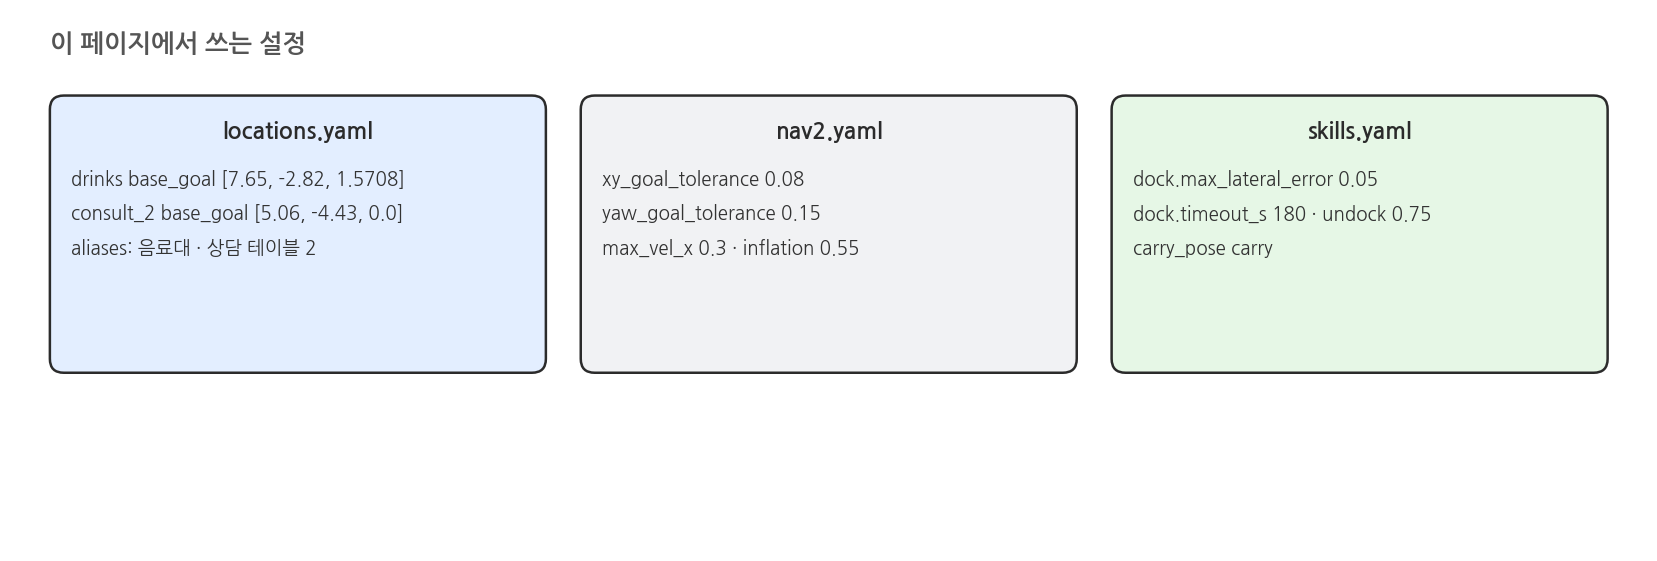 이 페이지에서 쓰는 설정
locations.yaml
drinks base_goal [7.65, -2.82, 1.5708]
consult_2 base_goal [5.06, -4.43, 0.0]
aliases: 음료대 · 상담 테이블 2
nav2.yaml
xy_goal_tolerance 0.08
yaw_goal_tolerance 0.15
max_vel_x 0.3 · inflation 0.55
skills.yaml
dock.max_lateral_error 0.05
dock.timeout_s 180 · undock 0.75
carry_pose carry